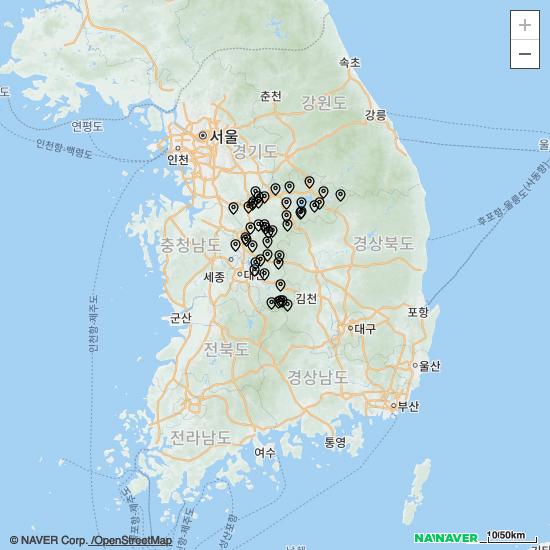 속초
춘천
강원도
강릉
도
연평도
서울
인천항-백령도
인천
경기도
울
후포항-울릉도(사동항)
충청남도
경상북도
세종
대전
인천항-제주도
김천
군산
포항
대구
전북도
울산
경상남도
부산
전라남도
여수
통영
© NAVER Corp. /OpenStreetMap
NAVER
10/50km